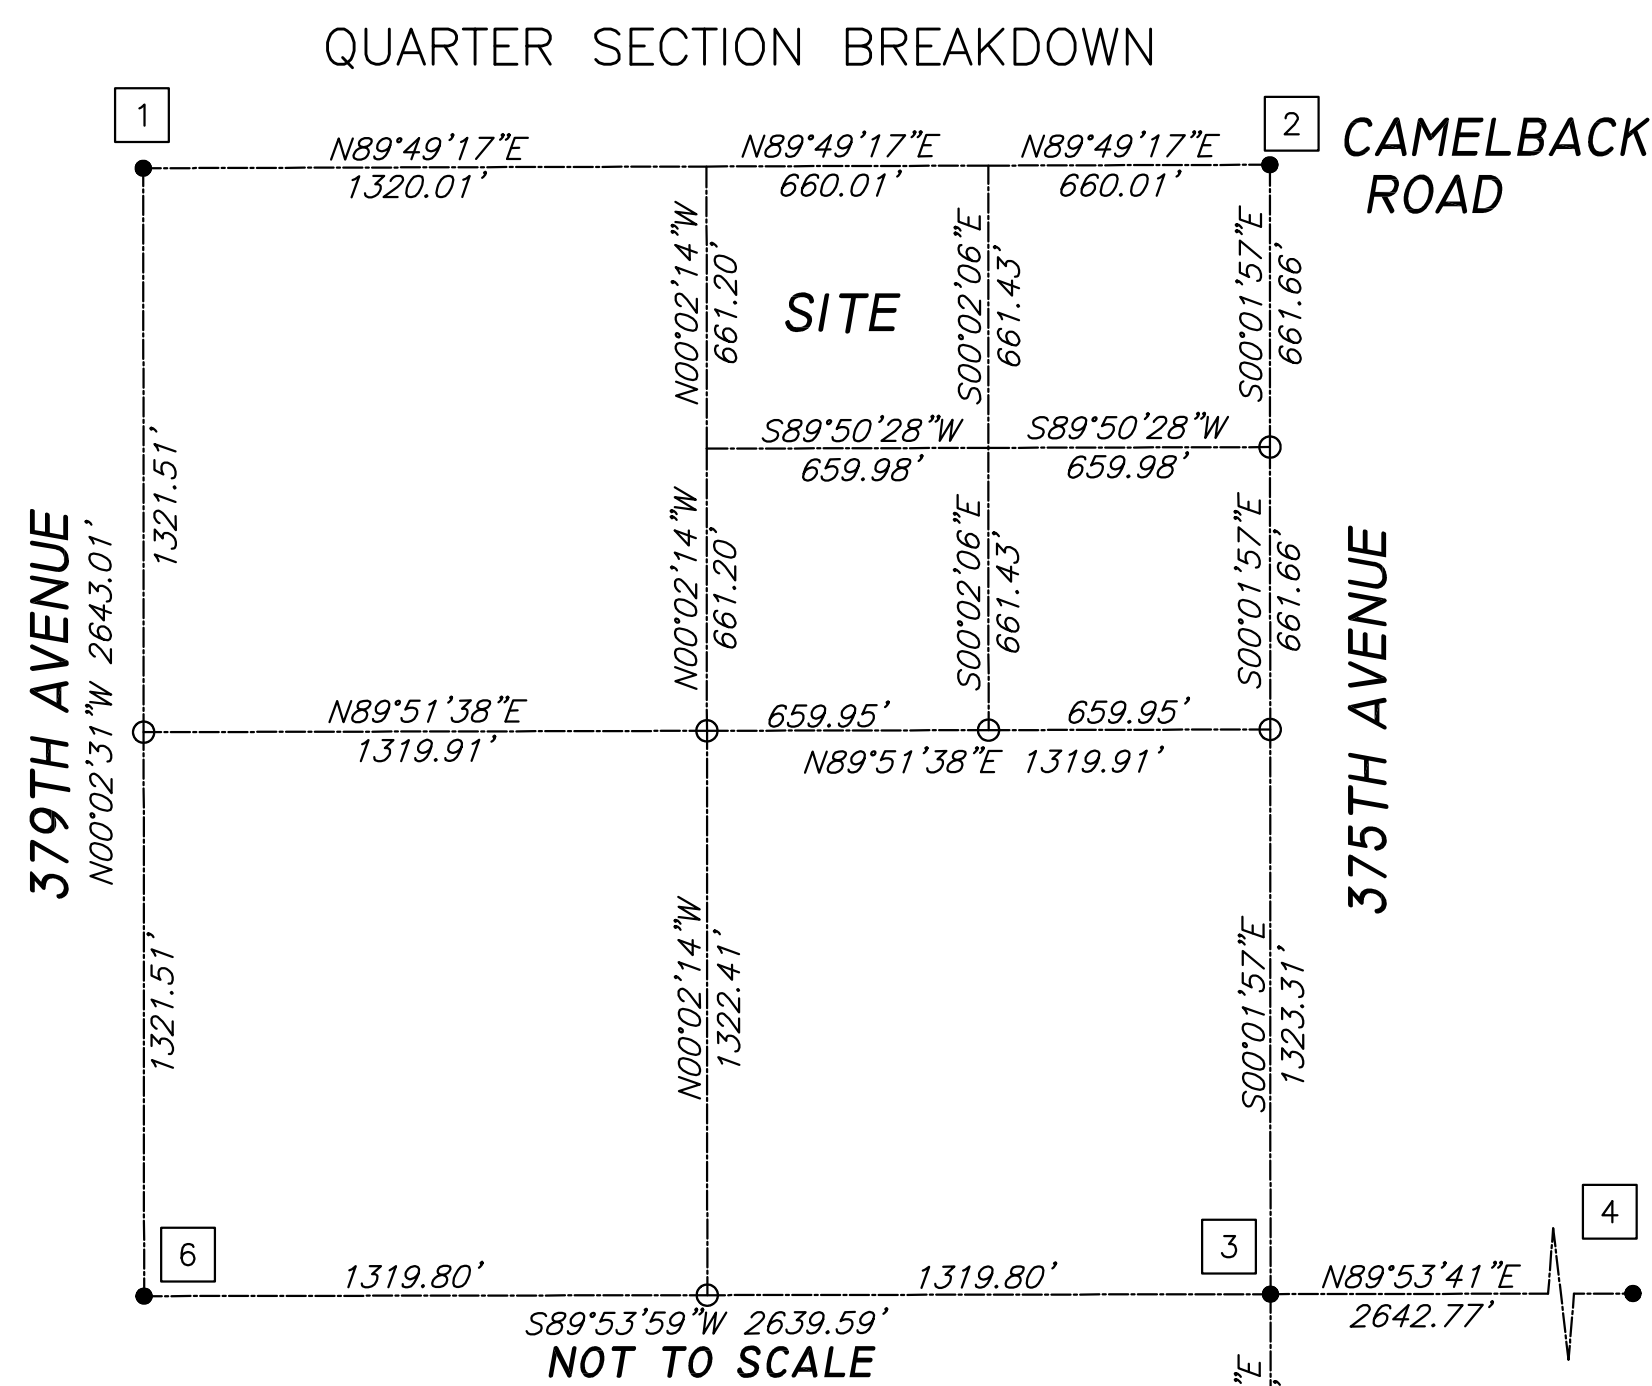 QUARTER SECTION BREAKDOWN
1
2
CAMELBACK
ROAD
N89°49'17"E
1320.01'
N89°49'17"E
660.01'
N89°49'17"E
660.01'
N00°02'14"W
661.20'
SITE
S00°02'06"E
661.43'
S00°01'57"E
661.66'
S89°50'28"W
659.98'
S89°50'28"W
659.98'
379TH AVENUE
N00°02'31"W 2643.01'
1321.51'
N00°02'14"W
661.20'
S00°02'06"E
661.43'
S00°01'57"E
661.66'
375TH AVENUE
N89°51'38"E
1319.91'
659.95'
659.95'
N89°51'38"E 1319.91'
1321.51'
N00°02'14"W
1322.41'
S00°01'57"E
1323.31'
6
3
4
1319.80'
1319.80'
S89°53'59"W 2639.59'
N89°53'41"E
2642.77'
NOT TO SCALE
"E
'